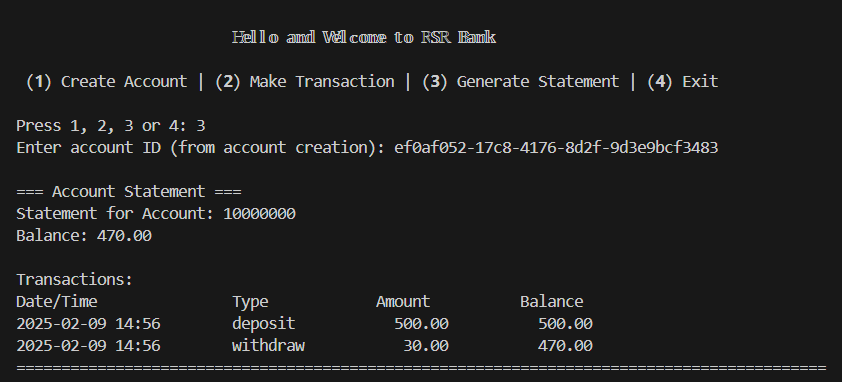 Hello and Welcome to RSR Bank
(1) Create Account | (2) Make Transaction | (3) Generate Statement | (4) Exit
Press 1, 2, 3 or 4: 3
Enter account ID (from account creation): ef0af052-17c8-4176-8d2f-9d3e9bcf3483
=== Account Statement ===
Statement for Account: 10000000
Balance: 470.00
Transactions:
Date/Time Type Amount Balance
2025-02-09 14:56 deposit 500.00 500.00
2025-02-09 14:56 withdraw 30.00 470.00
==========================================================================================